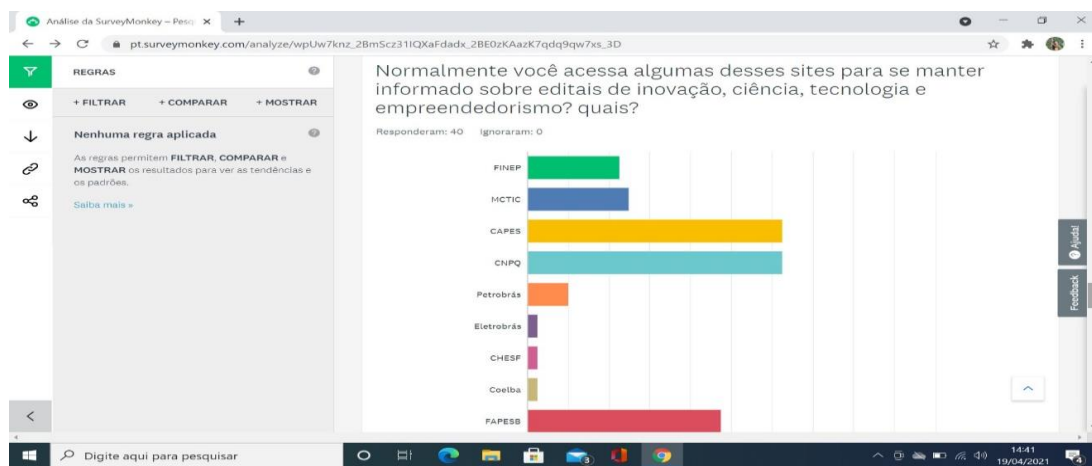 Análise da SurveyMonkey – Pesq
pt.surveymonkey.com/analyze/wpUw7knz_2BmScz31IQXaFdadx_2BE0zKAazK7qdq9qw7xs_3D
REGRAS
+ FILTRAR + COMPARAR + MOSTRAR
Nenhuma regra aplicada
As regras permitem FILTRAR, COMPARAR e
MOSTRAR os resultados para ver as tendências e
os padrões.
Saiba mais »
Normalmente você acessa algumas desses sites para se manter
informado sobre editais de inovação, ciência, tecnologia e
empreendedorismo? quais?
Responderam: 40 Ignoraram: 0
FINEP
MCTIC
CAPES
CNPQ
Petrobrás
Eletrobrás
CHESF
Coelba
FAPESB
Ajuda!
Feedback
Digite aqui para pesquisar
3
14:41
19/04/2021
4